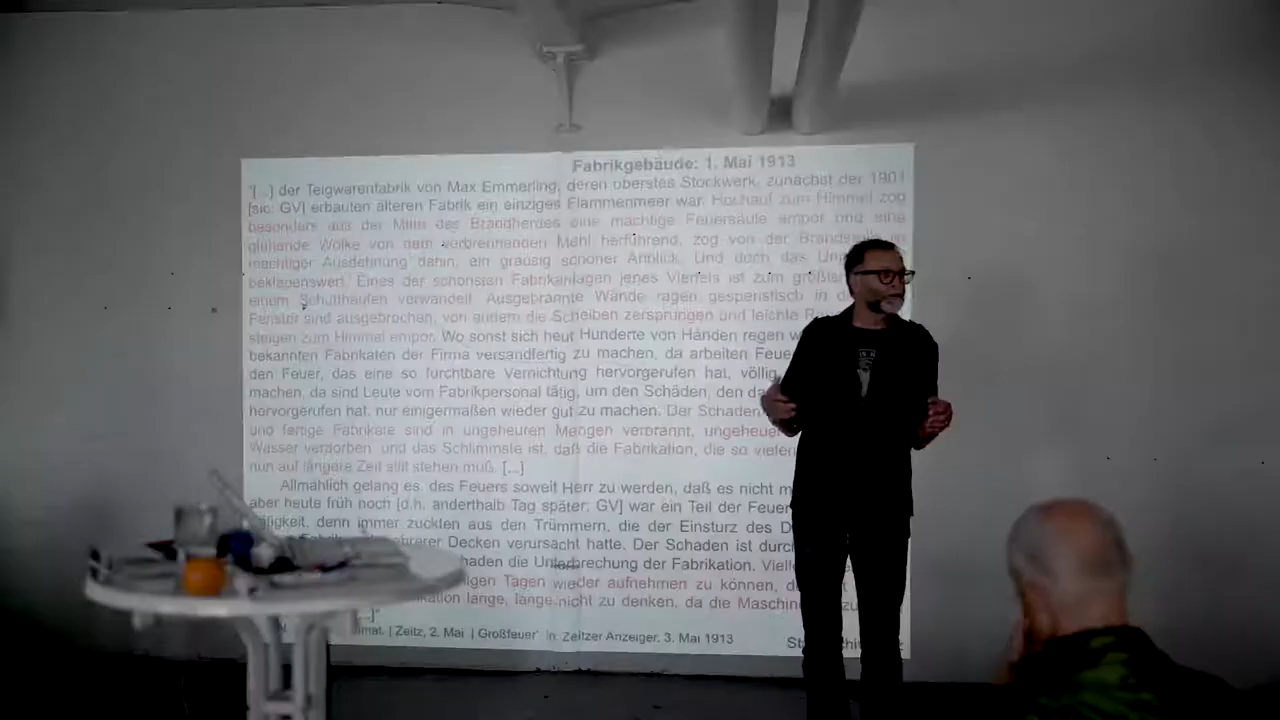 Fabrikgebäude: 1. Mai 1913
"[...] der Teigwarenfabrik von Max Emmerling, deren oberstes Stockwerk, zunächst der 1901
[sic: GV] erbauten älteren Fabrik ein einziges Flammenmeer war. Hochauf zum Himmel zog
besonders aus der Mitte des Brandherdes eine mächtige Feuersäule empor und eine
glühende Wolke von dem verbrennenden Mehl herführend, zog von der Brandstelle in
mächtiger Ausdehnung dahin, ein grausig schöner Anblick. Und doch das
beklagenswert. Eines der schönsten Fabrikanlagen jenes Viertels ist zum
einem Schutthaufen verwandelt. Ausgebrannte Wände ragen gespenstisch in
Fenster sind ausgebrochen, von andern die Scheiben zersprungen und leichte
steigen zum Himmel empor. Wo sonst sich heut Hunderte von Händen regen
bekannten Fabrikaten der Firma versandfertig zu machen, da arbeiten
den Feuer, das eine so furchtbare Vernichtung hervorgerufen hat, völlig
machen, da sind Leute vom Fabrikpersonal tätig, um den Schäden, den
hervorgerufen hat, nur einigermaßen wieder gut zu machen. Der Schaden
und fertige Fabrikate sind in ungeheuren Mengen verbrannt,
Wasser verdorben, und das Schlimmste ist, daß die Fabrikation, die so
nun auf längere Zeit still stehen muß. [...]
Allmählich gelang es, des Feuers soweit Herr zu werden, daß es nicht
aber heute früh noch [d.h. anderthalb Tag später, GV] war ein Teil der
denn immer zuckten aus den Trümmern, die der Einsturz des
mehrerer Decken verursacht hatte. Der Schaden ist
die Unterbrechung der Fabrikation.
Tagen wieder aufnehmen zu können,
lange, lange nicht zu denken, da die
[...]"
| Zeitz, 2. Mai | Großfeuer' in: Zeitzer Anzeiger, 3. Mai 1913